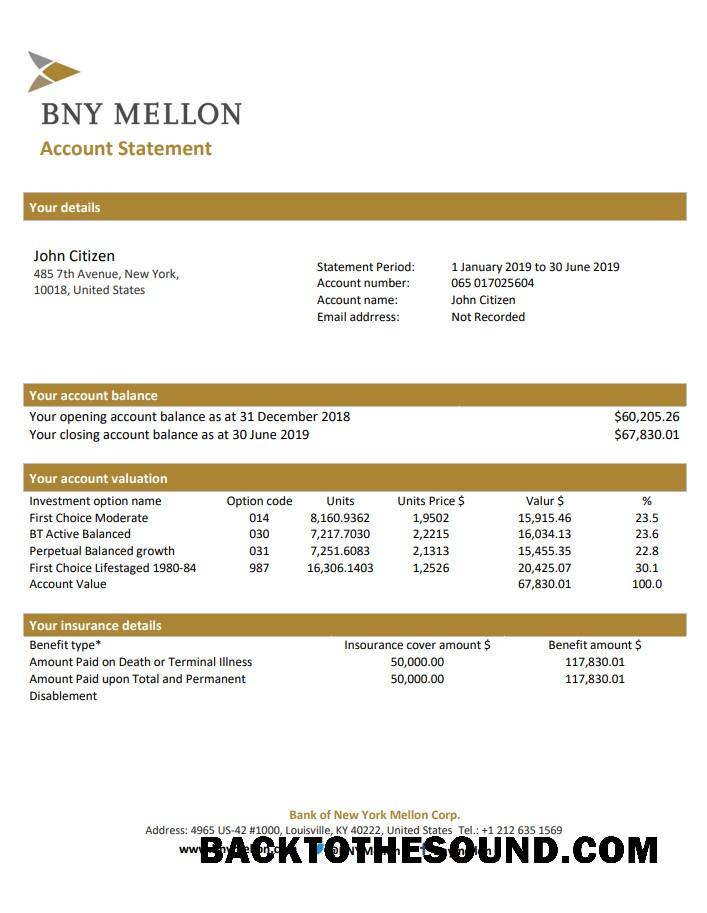 BNY MELLON
Account Statement
Your details
John Citizen
485 7th Avenue, New York,
10018, United States
Statement Period: 1 January 2019 to 30 June 2019
Account number: 065 017025604
Account name: John Citizen
Email addrress: Not Recorded
Your account balance
Your opening account balance as at 31 December 2018 $60,205.26
Your closing account balance as at 30 June 2019 $67,830.01
Your account valuation
Investment option name Option code Units Units Price $ Valur $ %
First Choice Moderate 014 8,160.9362 1,9502 15,915.46 23.5
BT Active Balanced 030 7,217.7030 2,2215 16,034.13 23.6
Perpetual Balanced growth 031 7,251.6083 2,1313 15,455.35 22.8
First Choice Lifestaged 1980-84 987 16,306.1403 1,2526 20,425.07 30.1
Account Value 67,830.01 100.0
Your insurance details
Benefit type* Insourance cover amount $ Benefit amount $
Amount Paid on Death or Terminal Illness 50,000.00 117,830.01
Amount Paid upon Total and Permanent 50,000.00 117,830.01
Disablement
Bank of New York Mellon Corp.
Address: 4965 US-42 #1000, Louisville, KY 40222, United States Tel.: +1 212 635 1569
BACKTOTHESOUND.COM